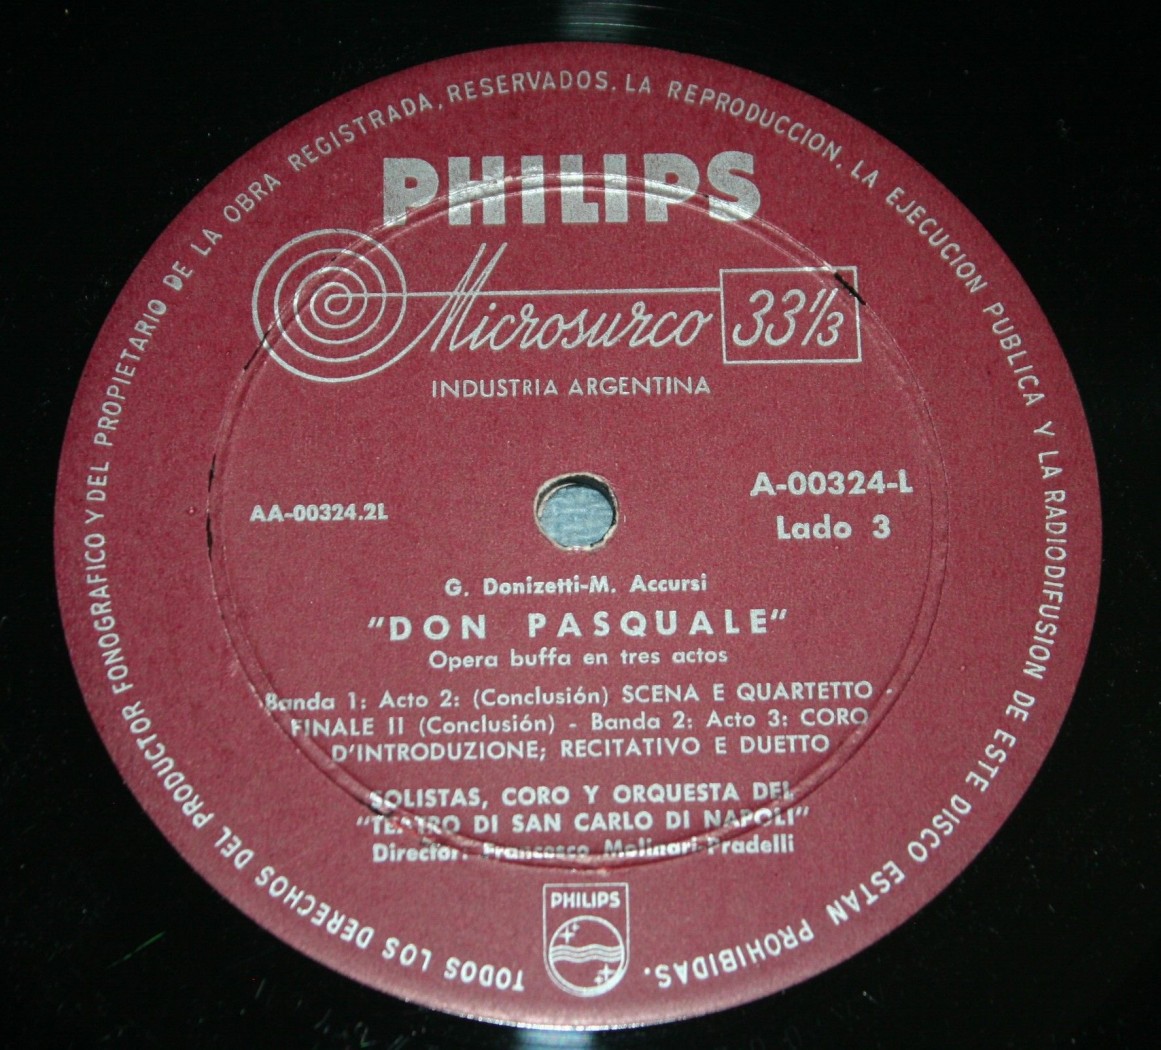 TODOS LOS DERECHOS DEL PRODUCTOR FONOGRAFICO Y DEL PROPIETARIO DE LA OBRA REGISTRADA, RESERVADOS. LA REPRODUCCION, LA EJECUCION PUBLICA Y LA RADIODIFUSION DE ESTE DISCO ESTAN PROHIBIDAS.
PHILIPS
Microsurco 33 1/3
INDUSTRIA ARGENTINA
A-00324-L
AA-00324.2L
Lado 3
G. Donizetti-M. Accursi
"DON PASQUALE"
Opera buffa en tres actos
Banda 1: Acto 2: (Conclusión) SCENA E QUARTETTO -
FINALE II (Conclusión) - Banda 2: Acto 3: CORO
D'INTRODUZIONE; RECITATIVO E DUETTO
SOLISTAS, CORO Y ORQUESTA DEL
"TEATRO DI SAN CARLO DI NAPOLI"
Director: Francesco Molinari-Pradelli
PHILIPS